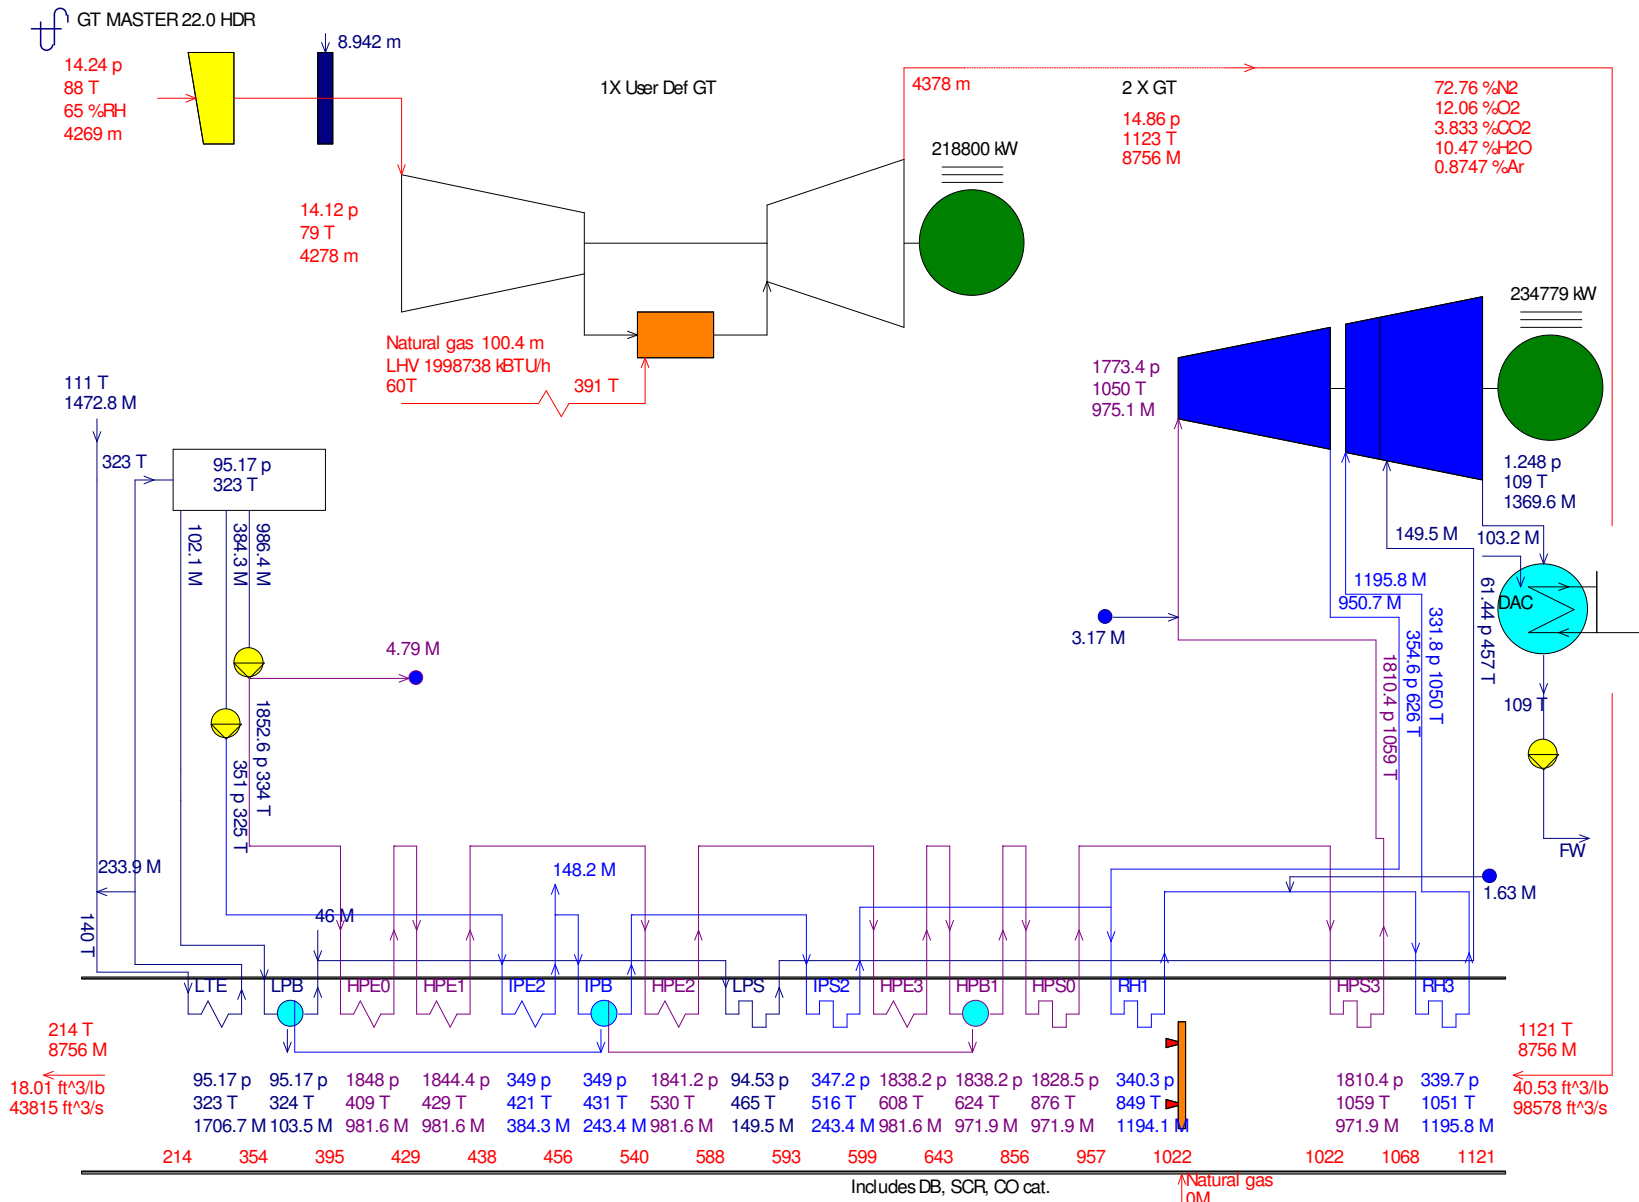 GT MASTER 22.0 HDR
8.942 m
14.24 p
88 T
65 %RH
4269 m
1X User Def GT
4378 m
2 X GT
14.86 p
1123 T
8756 M
72.76 %N2
12.06 %O2
3.833 %CO2
10.47 %H2O
0.8747 %Ar
218800 kW
14.12 p
79 T
4278 m
234779 kW
Natural gas 100.4 m
LHV 1998738 kBTU/h
60T
391 T
1773.4 p
1050 T
975.1 M
111 T
1472.8 M
323 T
95.17 p
323 T
1.248 p
109 T
1369.6 M
102.1 M
384.3 M
986.4 M
149.5 M
103.2 M
1195.8 M
950.7 M
61.44 p 457 T
DAC
3.17 M
331.8 p 1050 T
354.6 p 626 T
1810.4 p 1059 T
4.79 M
109 T
1852.6 p 334 T
351 p 325 T
FW
233.9 M
148.2 M
1.63 M
140 T
46 M
LTE
LPB
HPE0
HPE1
IPE2
IPB
HPE2
LPS
IPS2
HPE3
HPB1
HPS0
RH1
HPS3
RH3
214 T
8756 M
18.01 ft^3/lb
43815 ft^3/s
1121 T
8756 M
40.53 ft^3/lb
98578 ft^3/s
95.17 p
323 T
1706.7 M
95.17 p
324 T
103.5 M
1848 p
409 T
981.6 M
1844.4 p
429 T
981.6 M
349 p
421 T
384.3 M
349 p
431 T
243.4 M
1841.2 p
530 T
981.6 M
94.53 p
465 T
149.5 M
347.2 p
516 T
243.4 M
1838.2 p
608 T
981.6 M
1838.2 p
624 T
971.9 M
1828.5 p
876 T
971.9 M
340.3 p
849 T
1194.1 M
1810.4 p
1059 T
971.9 M
339.7 p
1051 T
1195.8 M
214 354 395 429 438 456 540 588 593 599 643 856 957 1022 1022 1068 1121
Includes DB, SCR, CO cat.
Natural gas
0M